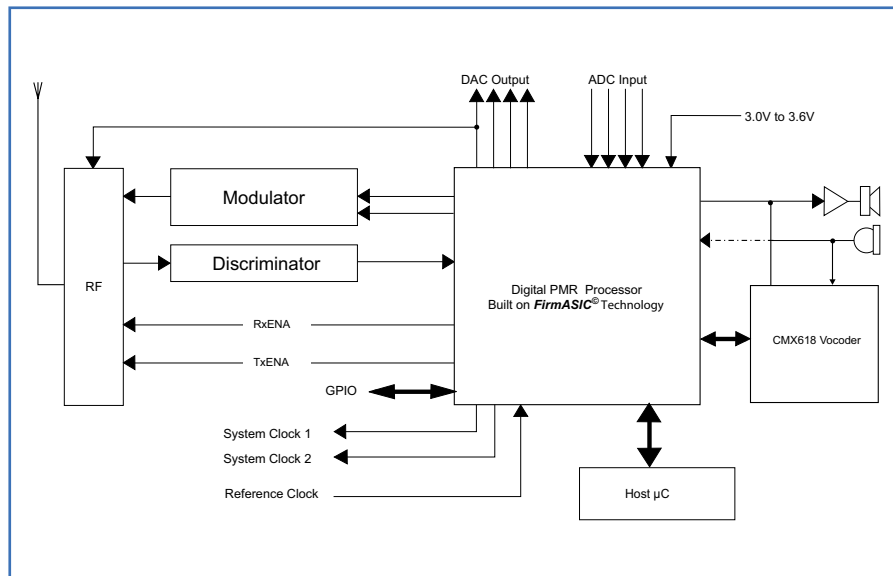 DAC Output
ADC Input
3.0V to 3.6V
Modulator
Discriminator
RF
Digital PMR Processor
Built on FirmASIC© Technology
RxENA
CMX618 Vocoder
TxENA
GPIO
System Clock 1
System Clock 2
Reference Clock
Host µC